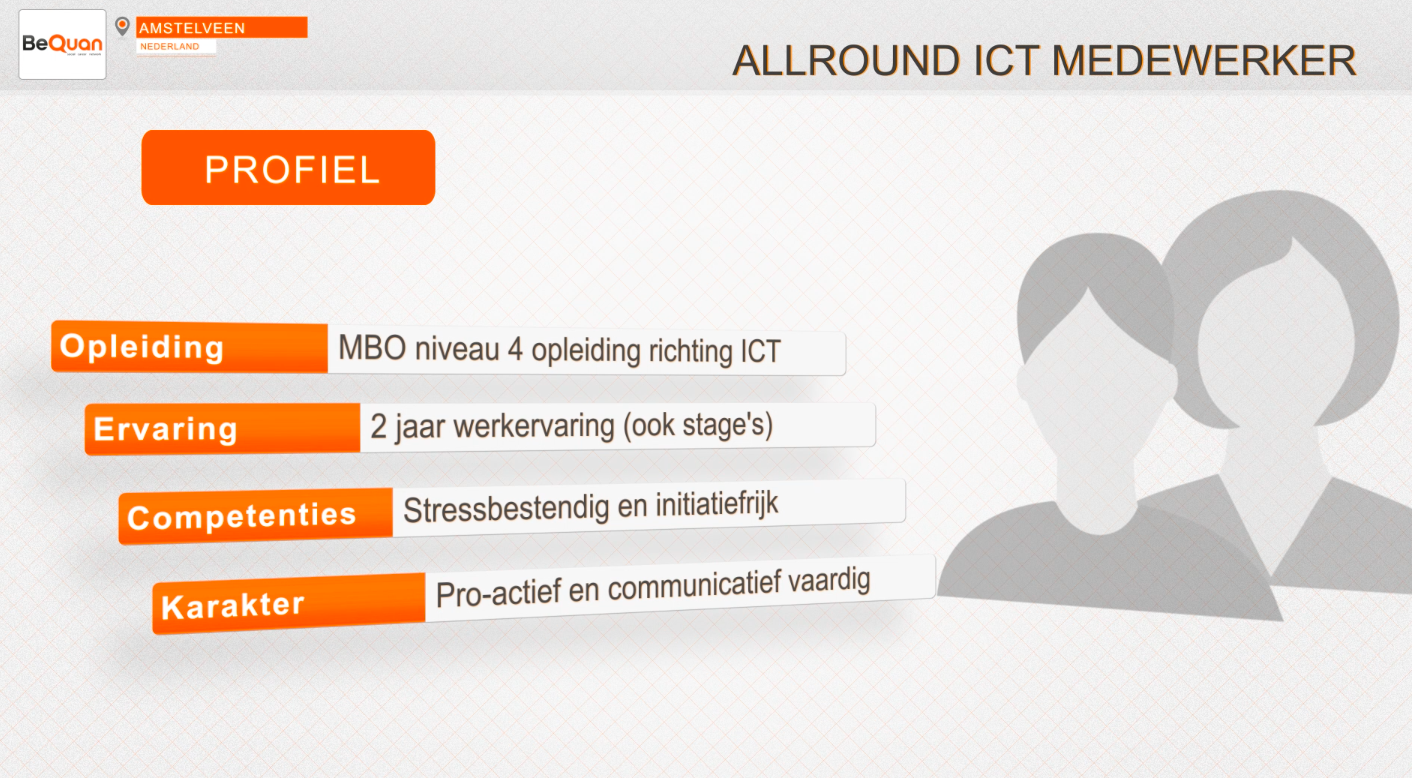 BeQuan
AMSTELVEEN
NEDERLAND
ALLROUND ICT MEDEWERKER
PROFIEL
Opleiding MBO niveau 4 opleiding richting ICT
Ervaring 2 jaar werkervaring (ook stage's)
Competenties Stressbestendig en initiatiefrijk
Karakter Pro-actief en communicatief vaardig